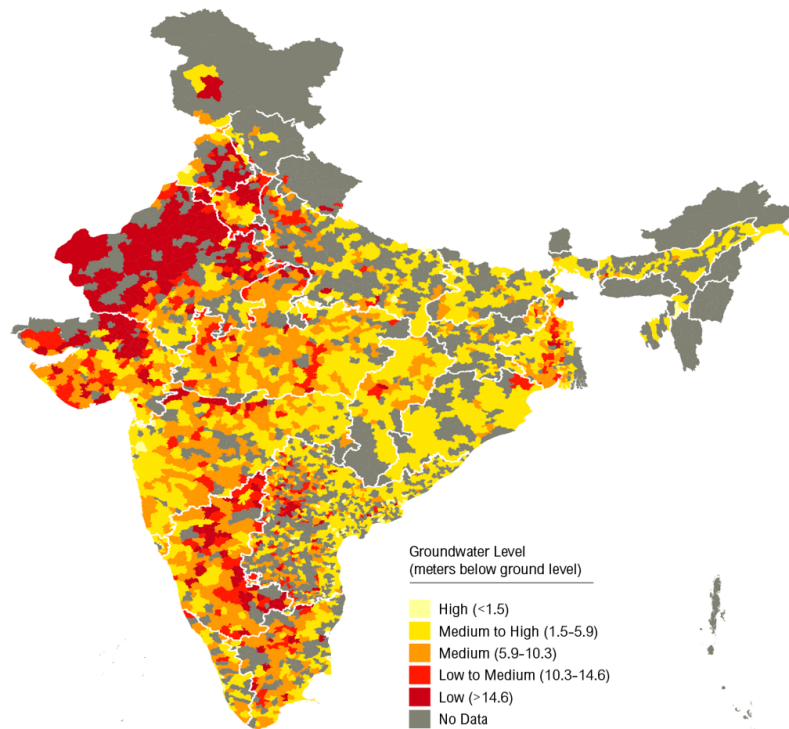 Groundwater Level
(meters below ground level)
High (<1.5)
Medium to High (1.5–5.9)
Medium (5.9–10.3)
Low to Medium (10.3–14.6)
Low (>14.6)
No Data